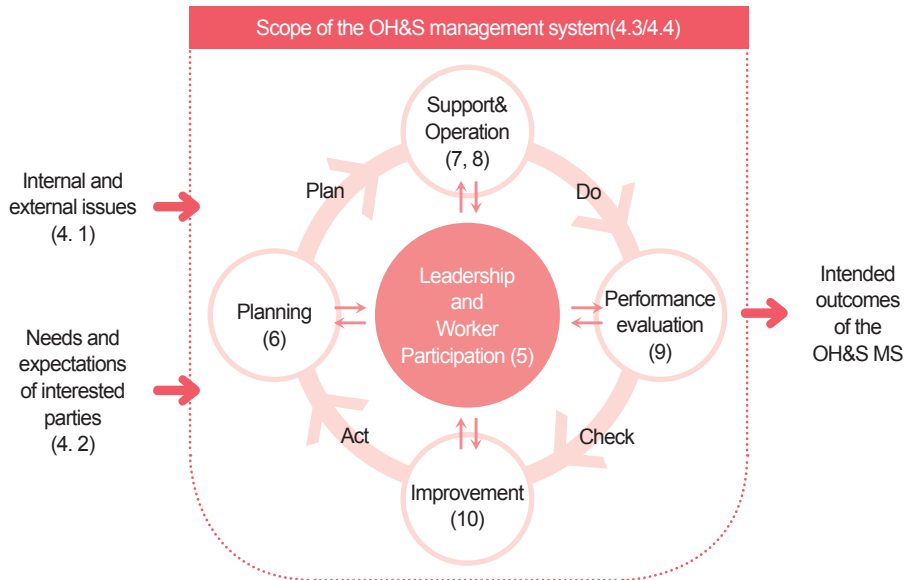 Scope of the OH&S management system(4.3/4.4)
Support&
Operation
(7, 8)
Plan
Do
Internal and
external issues
(4. 1)
Leadership
and
Worker
Participation (5)
Planning
(6)
Performance
evaluation
(9)
Intended
outcomes
of the
OH&S MS
Needs and
expectations
of interested
parties
(4. 2)
Act
Check
Improvement
(10)